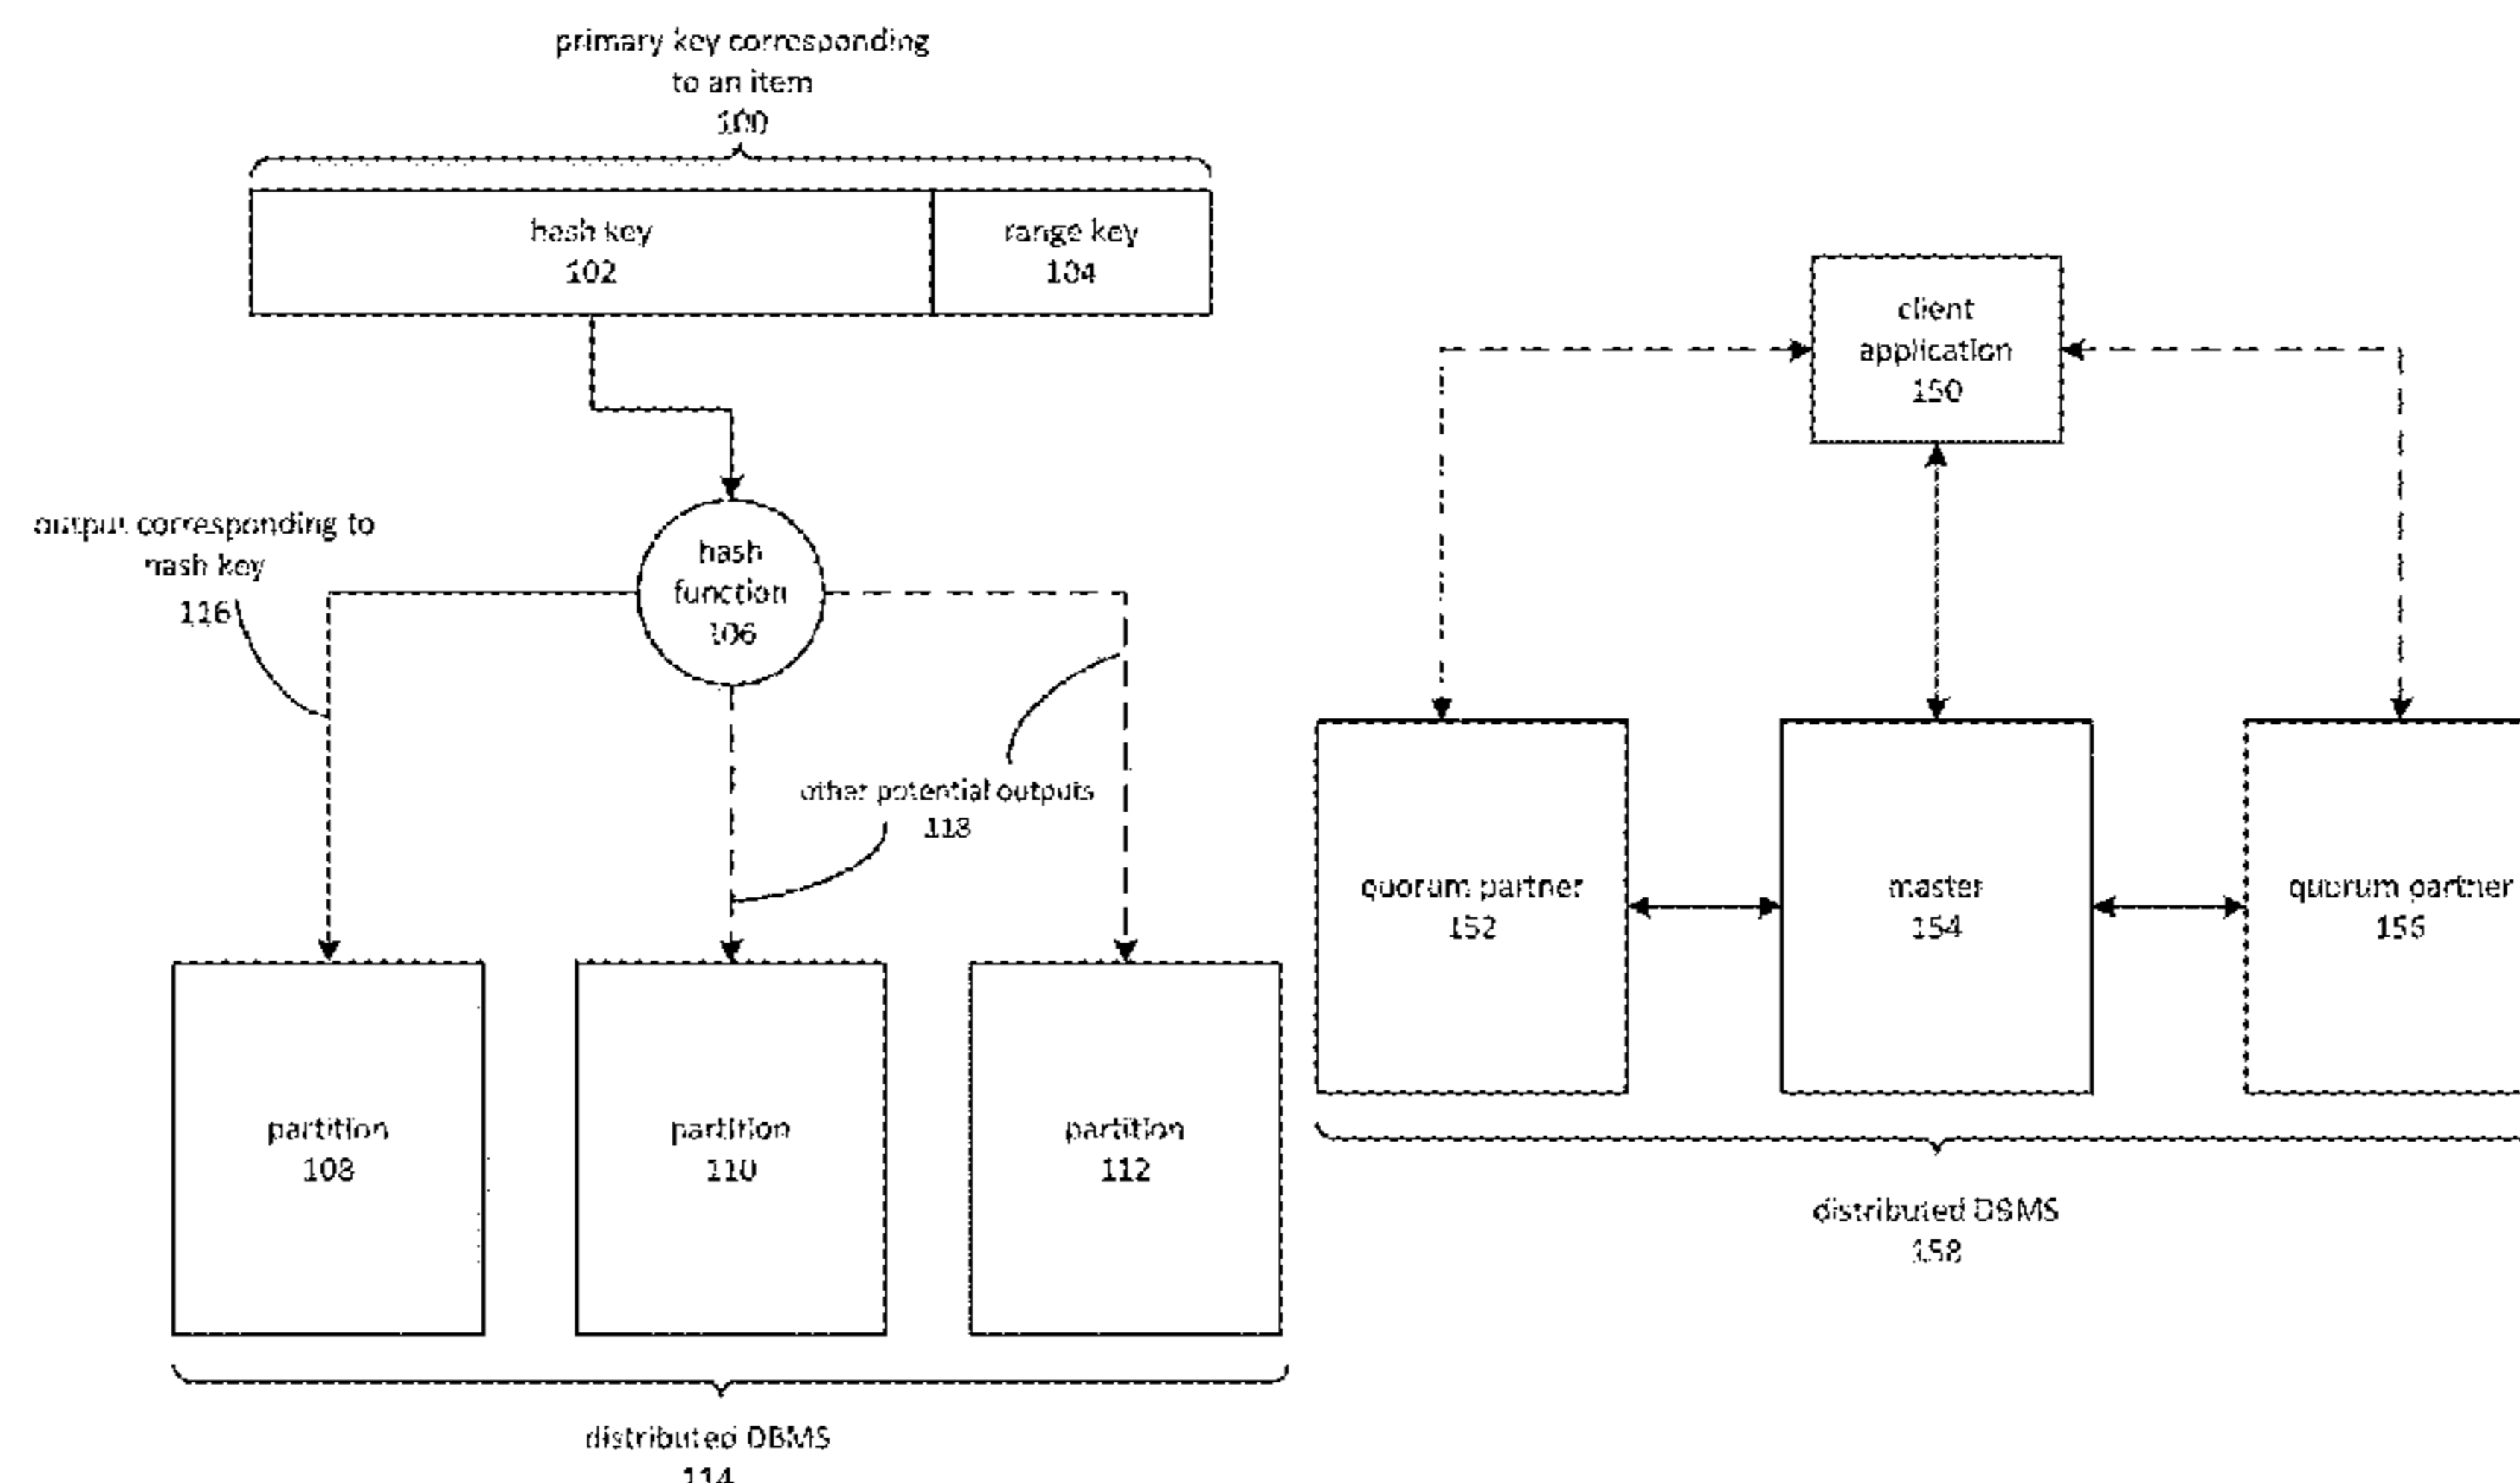 primary key corresponding
to an item
100
hash key
102
range key
104
output corresponding to
hash key
116
hash
function
106
other potential outputs
118
partition
108
partition
110
partition
112
distributed DBMS
114
client
application
150
quorum partner
152
master
154
quorum partner
156
distributed DBMS
158